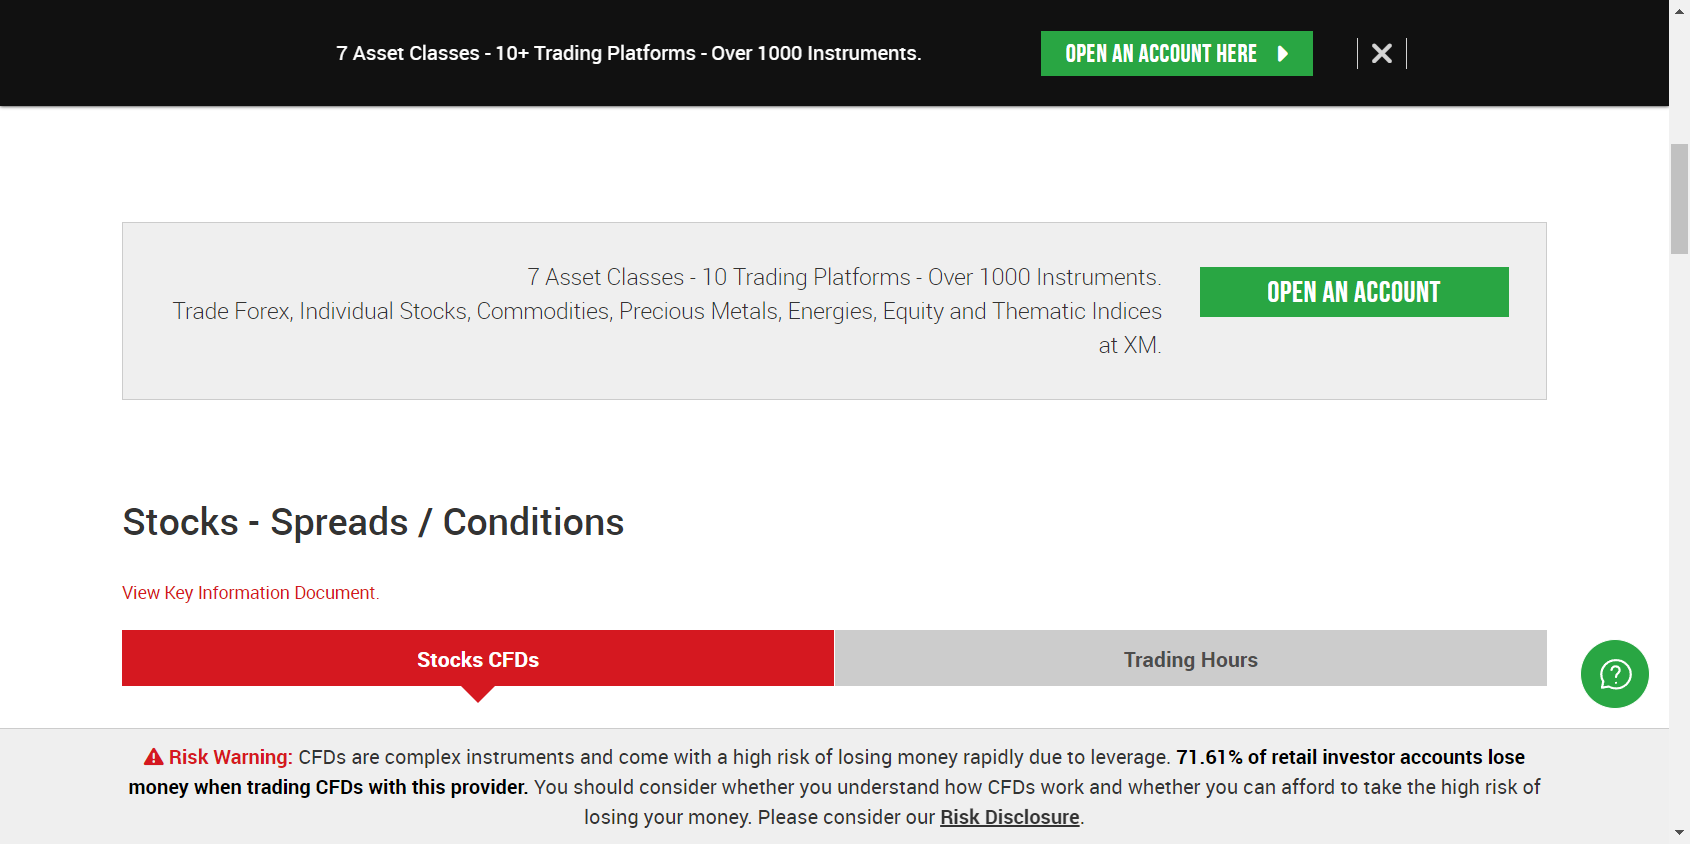 7 Asset Classes - 10+ Trading Platforms - Over 1000 Instruments.
OPEN AN ACCOUNT HERE
7 Asset Classes - 10 Trading Platforms - Over 1000 Instruments.
Trade Forex, Individual Stocks, Commodities, Precious Metals, Energies, Equity and Thematic Indices
at XM.
OPEN AN ACCOUNT
Stocks - Spreads / Conditions
View Key Information Document.
Stocks CFDs
Trading Hours
Risk Warning: CFDs are complex instruments and come with a high risk of losing money rapidly due to leverage. 71.61% of retail investor accounts lose
money when trading CFDs with this provider. You should consider whether you understand how CFDs work and whether you can afford to take the high risk of
losing your money. Please consider our Risk Disclosure.